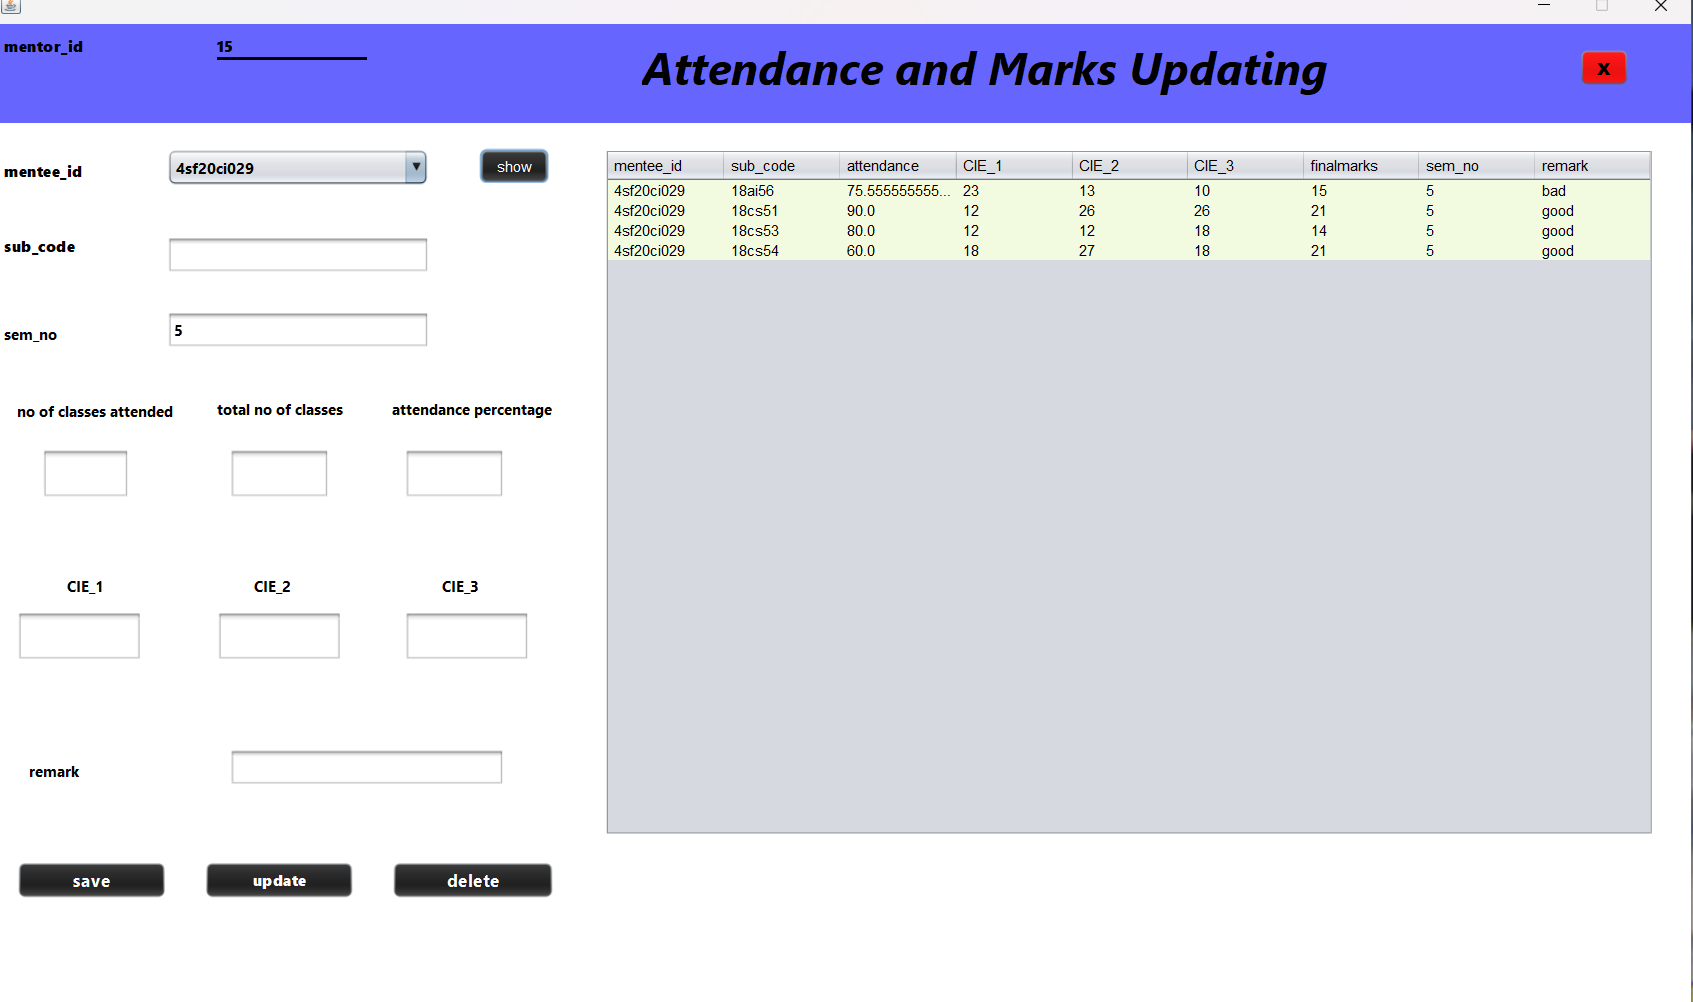 mentor_id 15
Attendance and Marks Updating
x
mentee_id 4sf20ci029 show
sub_code
sem_no 5
no of classes attended total no of classes attendance percentage
CIE_1 CIE_2 CIE_3
remark
save update delete
mentee_id sub_code attendance CIE_1 CIE_2 CIE_3 finalmarks sem_no remark
4sf20ci029 18ai56 75.555555555... 23 13 10 15 5 bad
4sf20ci029 18cs51 90.0 12 26 26 21 5 good
4sf20ci029 18cs53 80.0 12 12 18 14 5 good
4sf20ci029 18cs54 60.0 18 27 18 21 5 good